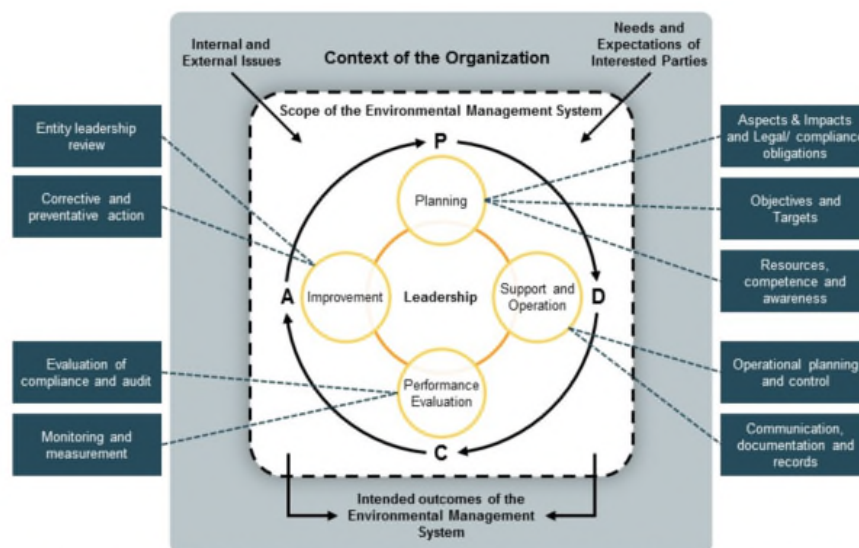 Internal and
External Issues
Context of the Organization
Needs and
Expectations of
Interested Parties
Scope of the Environmental Management System
Entity leadership
review
Corrective and
preventative action
Evaluation of
compliance and audit
Monitoring and
measurement
P
Planning
A
Improvement
Leadership
Support and
Operation
D
Performance
Evaluation
C
Aspects & Impacts
and Legal/ compliance
obligations
Objectives and
Targets
Resources,
competence and
awareness
Operational planning
and control
Communication,
documentation and
records
Intended outcomes of the
Environmental Management
System